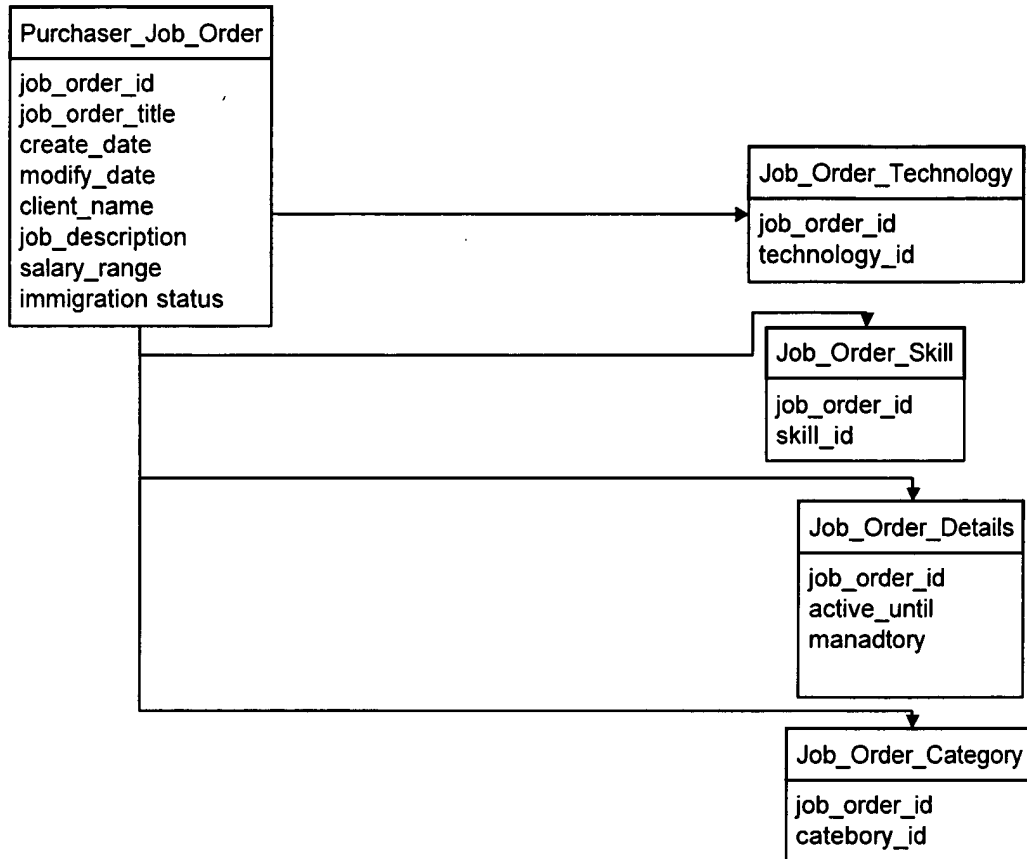 Purchaser_Job_Order
job_order_id
job_order_title
create_date
modify_date
client_name
job_description
salary_range
immigration status
Job_Order_Technology
job_order_id
technology_id
Job_Order_Skill
job_order_id
skill_id
Job_Order_Details
job_order_id
active_until
manadtory
Job_Order_Category
job_order_id
catebory_id